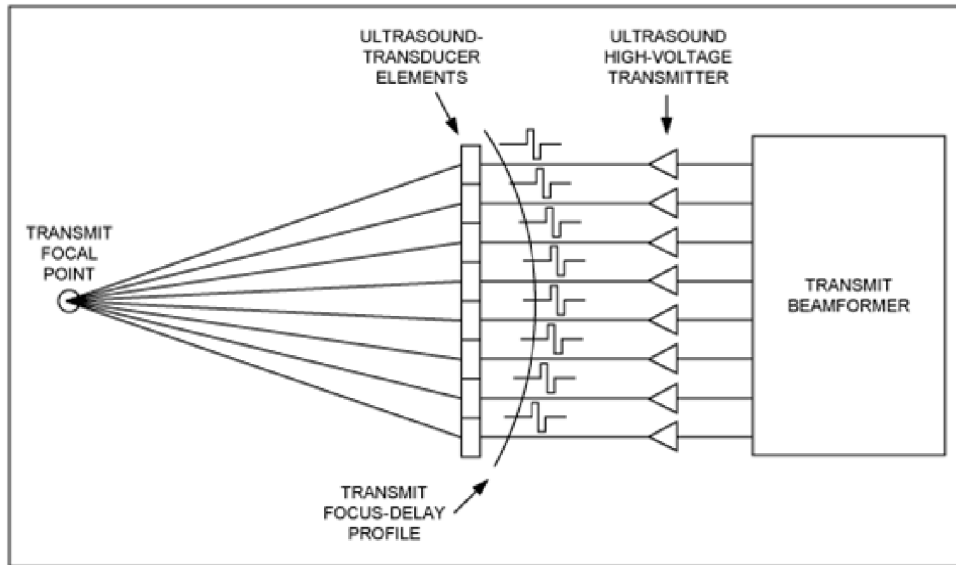 ULTRASOUND-
TRANSDUCER
ELEMENTS
ULTRASOUND
HIGH-VOLTAGE
TRANSMITTER
TRANSMIT
FOCAL
POINT
TRANSMIT
BEAMFORMER
TRANSMIT
FOCUS-DELAY
PROFILE